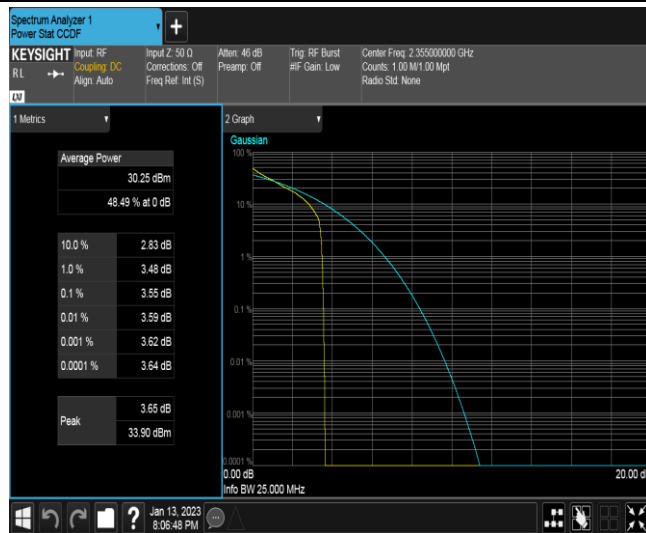 Spectrum Analyzer 1
Power Stat CCDF
+
KEYSIGHT
RL
Input: RF
Coupling: DC
Align: Auto
Input Z: 50 Ω
Corrections: Off
Freq Ref: Int (S)
Atten: 46 dB
Preamp: Off
Trig: RF Burst
#IF Gain: Low
Center Freq: 2.355000000 GHz
Counts: 1.00 M/1.00 Mpt
Radio Std: None
1 Metrics
Average Power
30.25 dBm
48.49 % at 0 dB
10.0 % 2.83 dB
1.0 % 3.48 dB
0.1 % 3.55 dB
0.01 % 3.59 dB
0.001 % 3.62 dB
0.0001 % 3.64 dB
Peak
3.65 dB
33.90 dBm
2 Graph
Gaussian
100 %
10 %
1 %
0.1 %
0.01 %
0.001 %
0.0001 %
0.00 dB 20.00 d
Info BW 25.000 MHz
?
Jan 13, 2023
8:06:48 PM